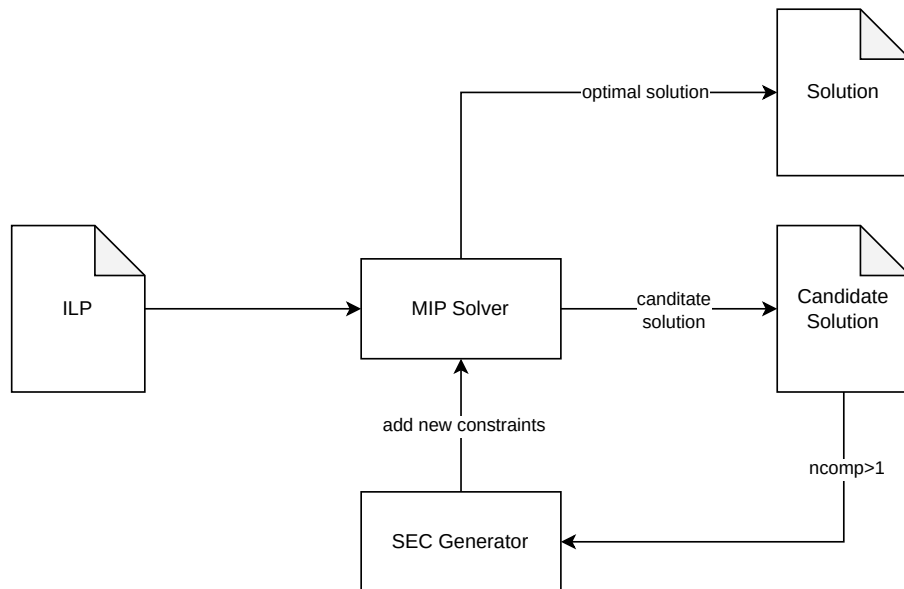 optimal solution
Solution
ILP
MIP Solver
canditate
solution
Candidate
Solution
add new constraints
ncomp>1
SEC Generator